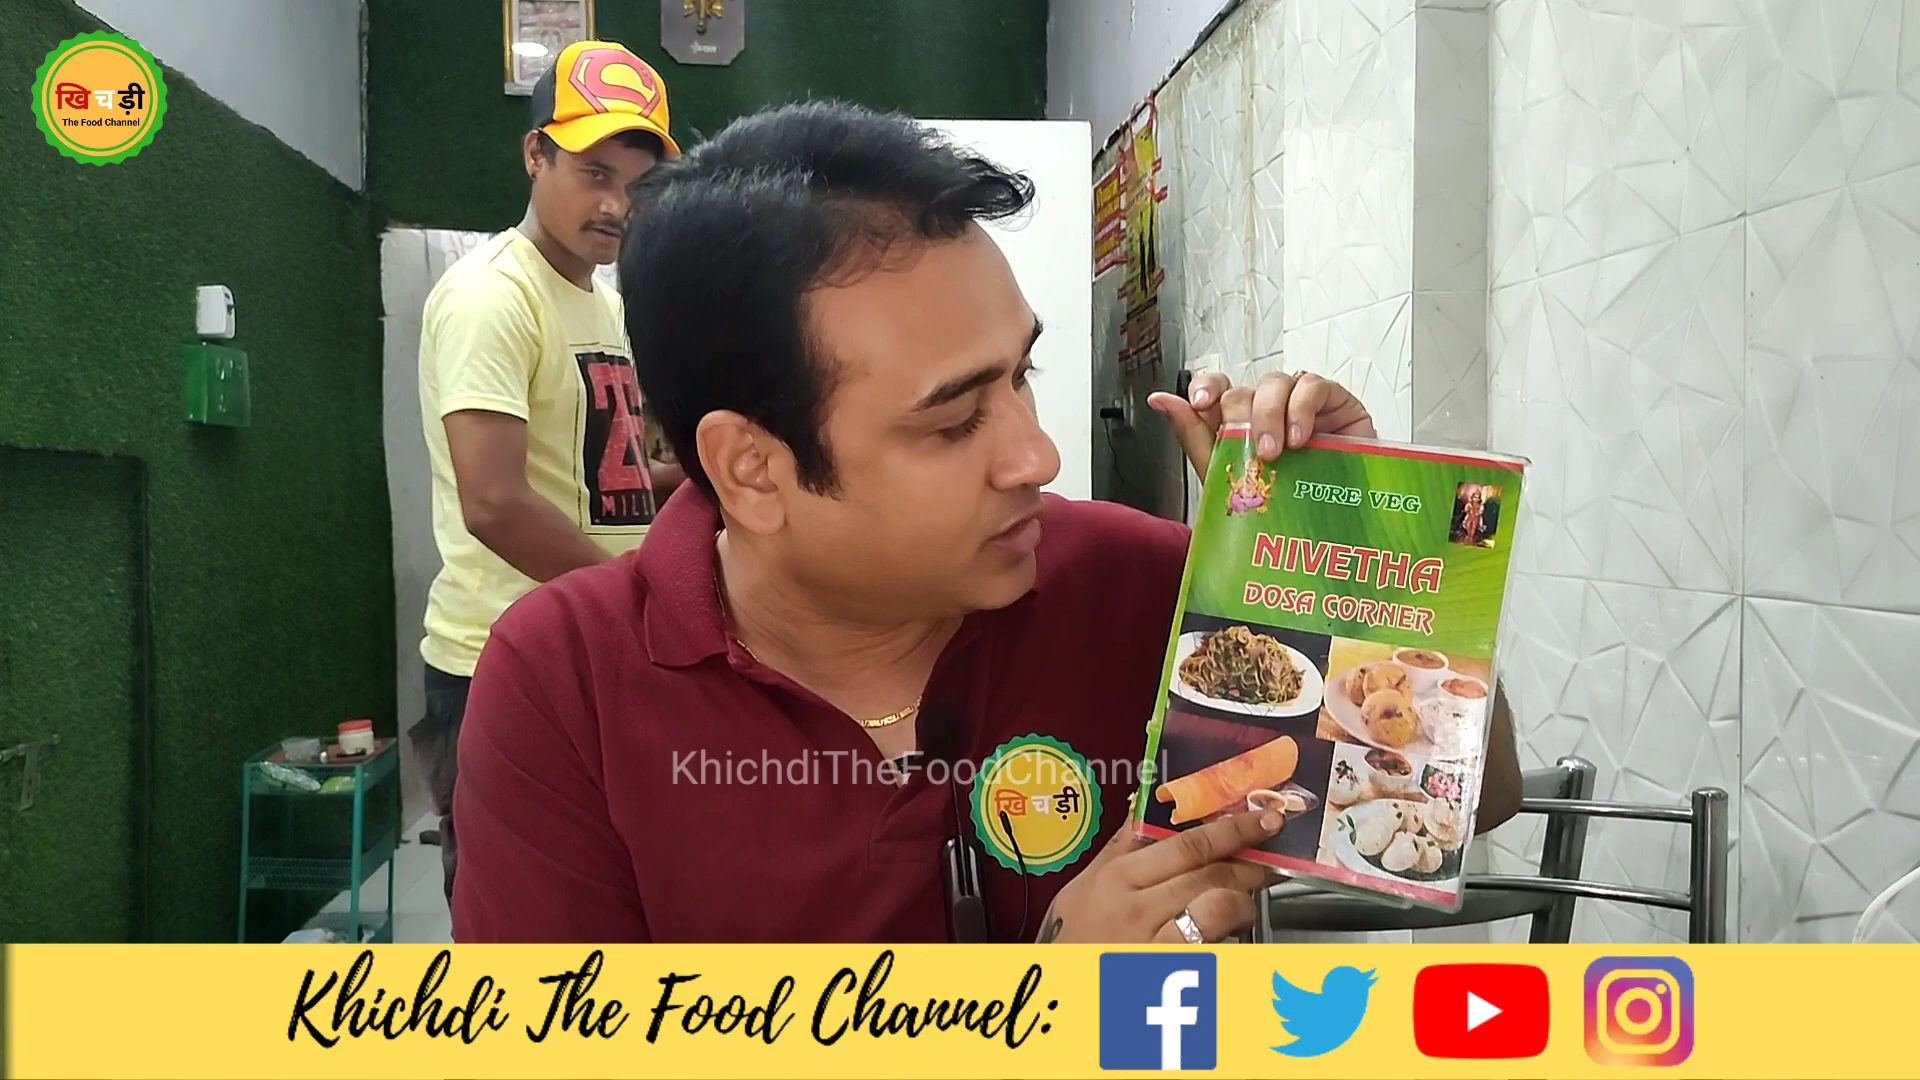 खिचड़ी
The Food Channel
PURE VEG
NIVETHA
DOSA CORNER
KhichdiTheFoodChannel
खिचड़ी
Khichdi The Food Channel: